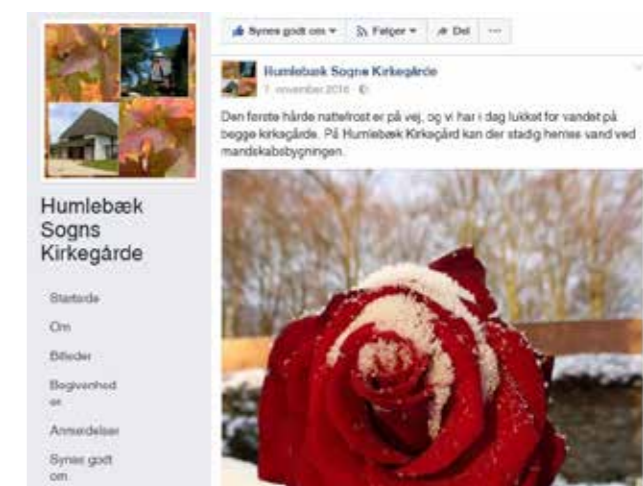 Synes godt om
Følger
Del
Humlebæk Sogns Kirkegårde
november 2016
Den første hårde nattefrost er på vej, og vi har i dag lukket for vandet på
begge kirkegårde. På Humlebæk Kirkegård kan der stadig hentes vand ved
mandskabsbygningen.
Humlebæk
Sogns
Kirkegårde
Startside
Om
Billeder
Begivenhed
er
Anmeldelser
Synes godt
om